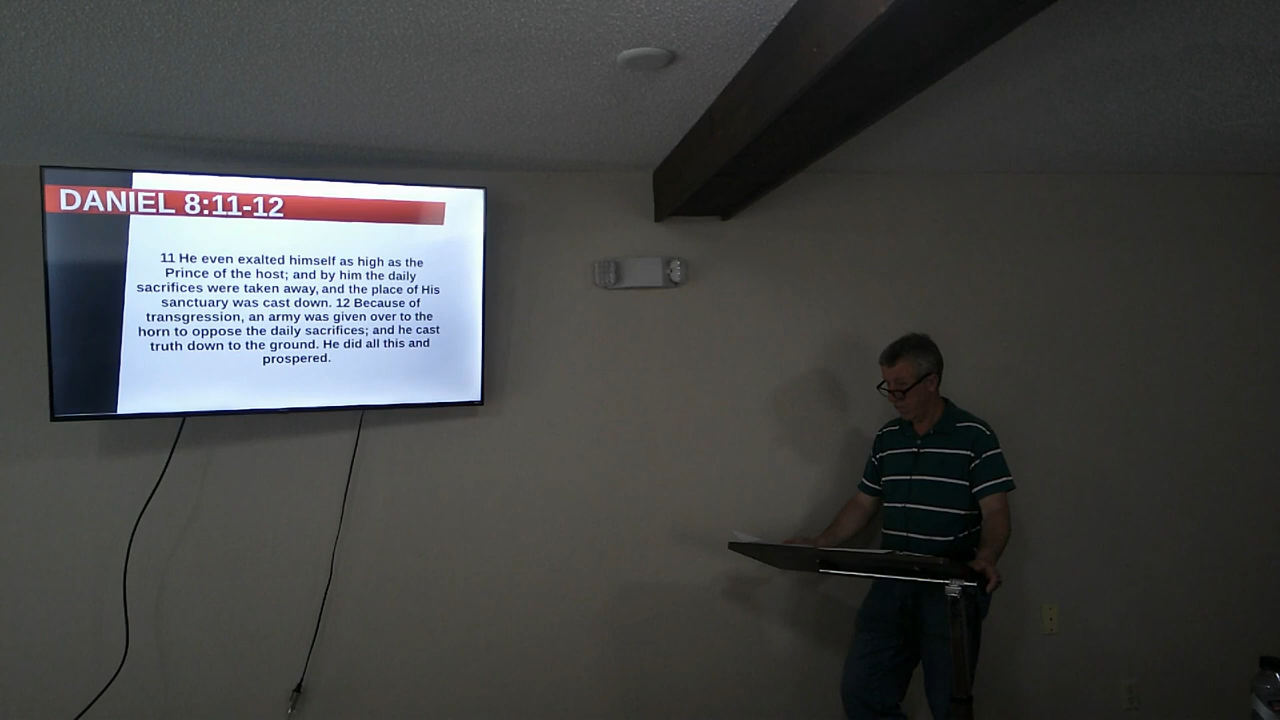 DANIEL 8:11-12
11 He even exalted himself as high as the
Prince of the host; and by him the daily
sacrifices were taken away, and the place of His
sanctuary was cast down. 12 Because of
transgression, an army was given over to the
horn to oppose the daily sacrifices; and he cast
truth down to the ground. He did all this and
prospered.